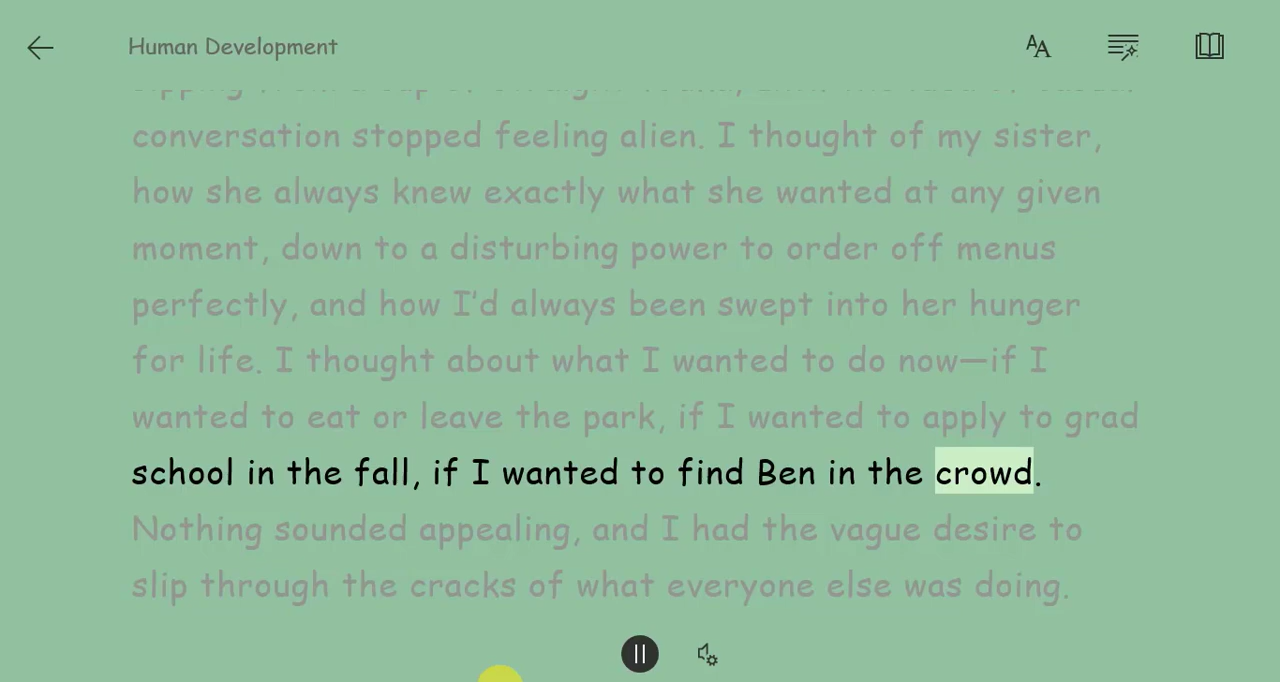 Human Development
conversation stopped feeling alien. I thought of my sister,
how she always knew exactly what she wanted at any given
moment, down to a disturbing power to order off menus
perfectly, and how I'd always been swept into her hunger
for life. I thought about what I wanted to do now—if I
wanted to eat or leave the park, if I wanted to apply to grad
school in the fall, if I wanted to find Ben in the crowd.
Nothing sounded appealing, and I had the vague desire to
slip through the cracks of what everyone else was doing.